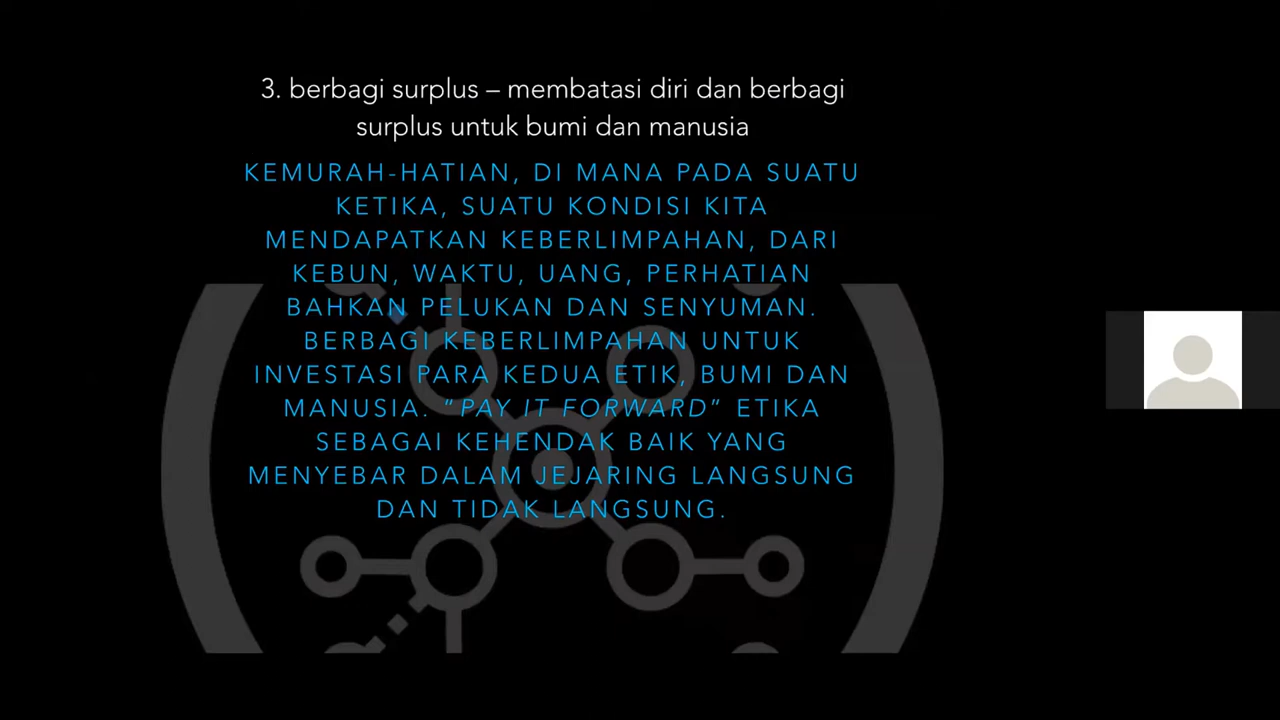 3. berbagi surplus – membatasi diri dan berbagi
surplus untuk bumi dan manusia
KEMURAH-HATIAN, DI MANA PADA SUATU
KETIKA, SUATU KONDISI KITA
MENDAPATKAN KEBERLIMPAHAN, DARI
KEBUN, WAKTU, UANG, PERHATIAN
BAHKAN PELUKAN DAN SENYUMAN.
BERBAGI KEBERLIMPAHAN UNTUK
INVESTASI PARA KEDUA ETIK, BUMI DAN
MANUSIA. “PAY IT FORWARD” ETIKA
SEBAGAI KEHENDAK BAIK YANG
MENYEBAR DALAM JEJARING LANGSUNG
DAN TIDAK LANGSUNG.